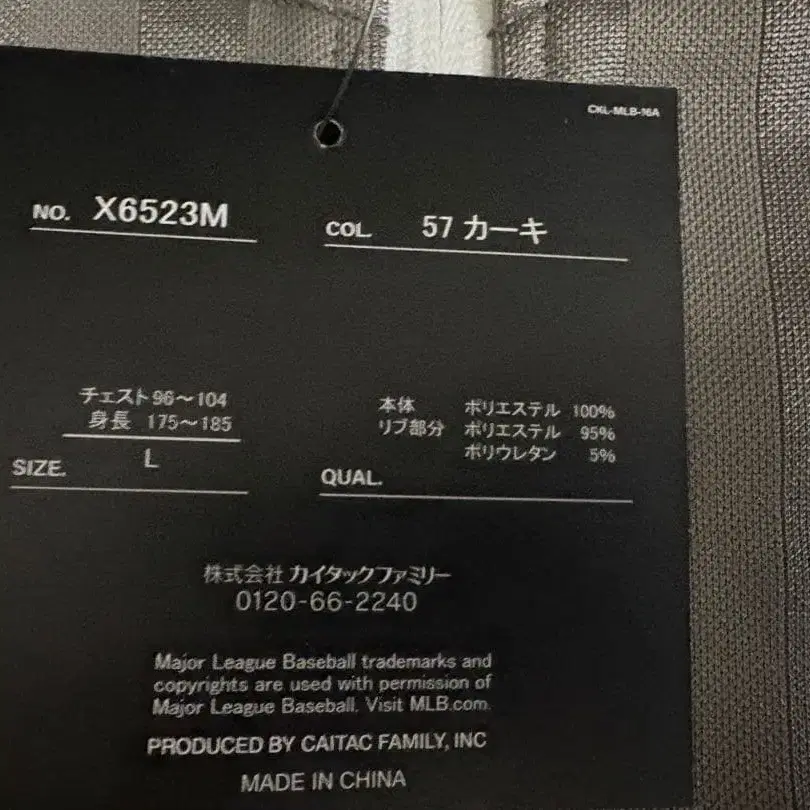 CKL-MLB-16A
NO. X6523M
COL. 57 カーキ
チェスト96〜104
身長 175〜185
SIZE. L
本体 ポリエステル 100%
リブ部分 ポリエステル 95%
ポリウレタン 5%
QUAL.
株式会社 カイタックファミリー
0120-66-2240
Major League Baseball trademarks and
copyrights are used with permission of
Major League Baseball. Visit MLB.com.
PRODUCED BY CAITAC FAMILY, INC
MADE IN CHINA